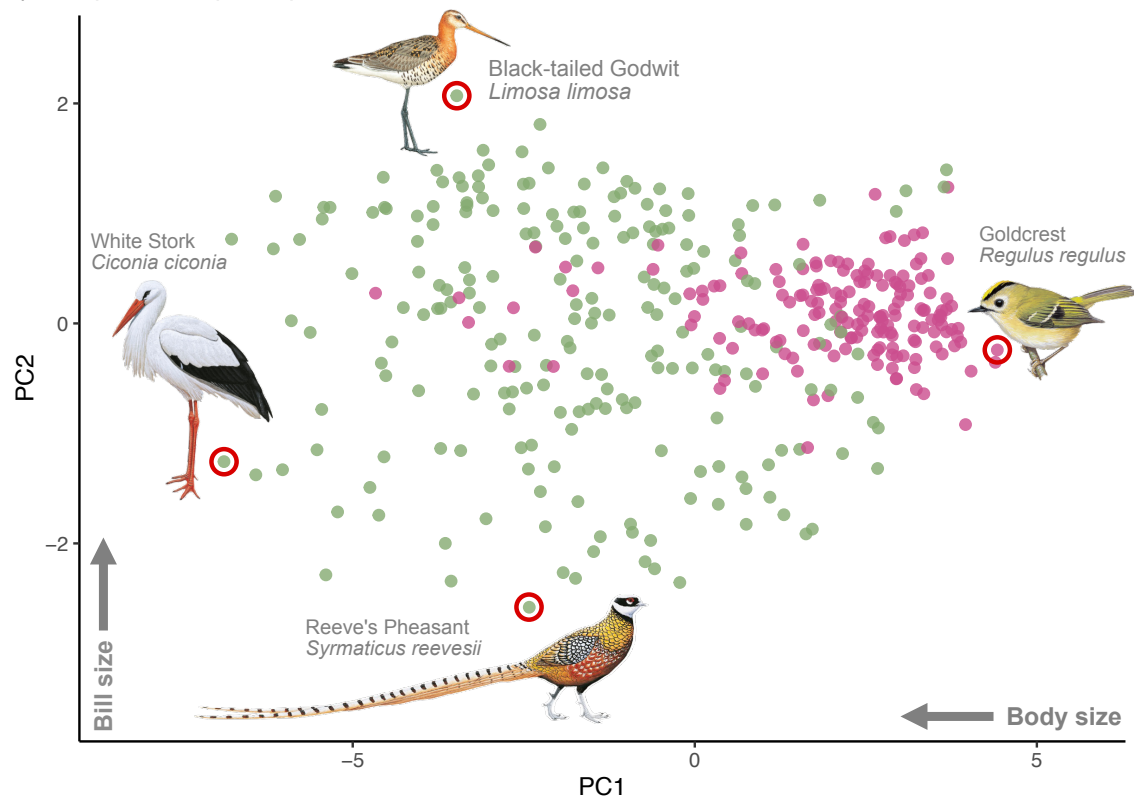 Black-tailed Godwit
Limosa limosa
White Stork
Ciconia ciconia
Goldcrest
Regulus regulus
Reeve's Pheasant
Syrmaticus reevesii
Bill size
Body size
PC2
2
0
−2
−5
0
5
PC1